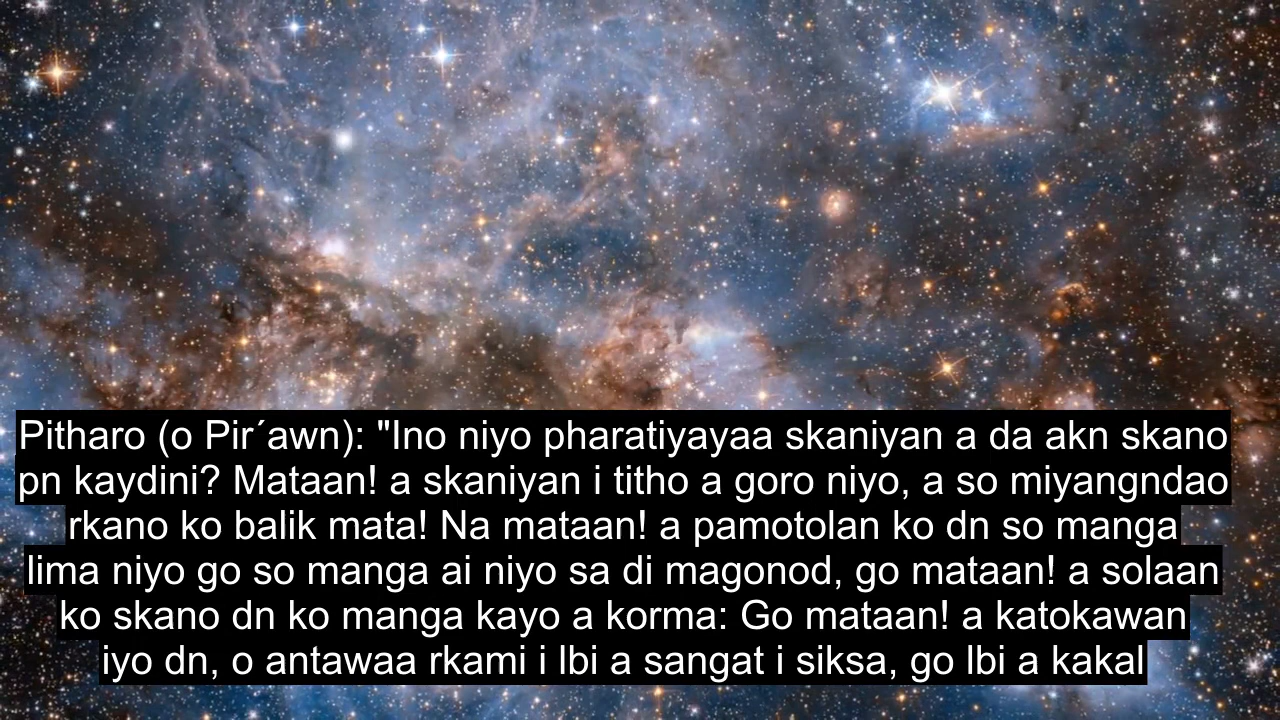 Pitharo (o Pir´awn): "Ino niyo pharatiyayaa skaniyan a da akn skano
pn kaydini? Mataan! a skaniyan i titho a goro niyo, a so miyangndao
rkano ko balik mata! Na mataan! a pamotolan ko dn so manga
lima niyo go so manga ai niyo sa di magonod, go mataan! a solaan
ko skano dn ko manga kayo a korma: Go mataan! a katokawan
iyo dn, o antawaa rkami i lbi a sangat i siksa, go lbi a kakal